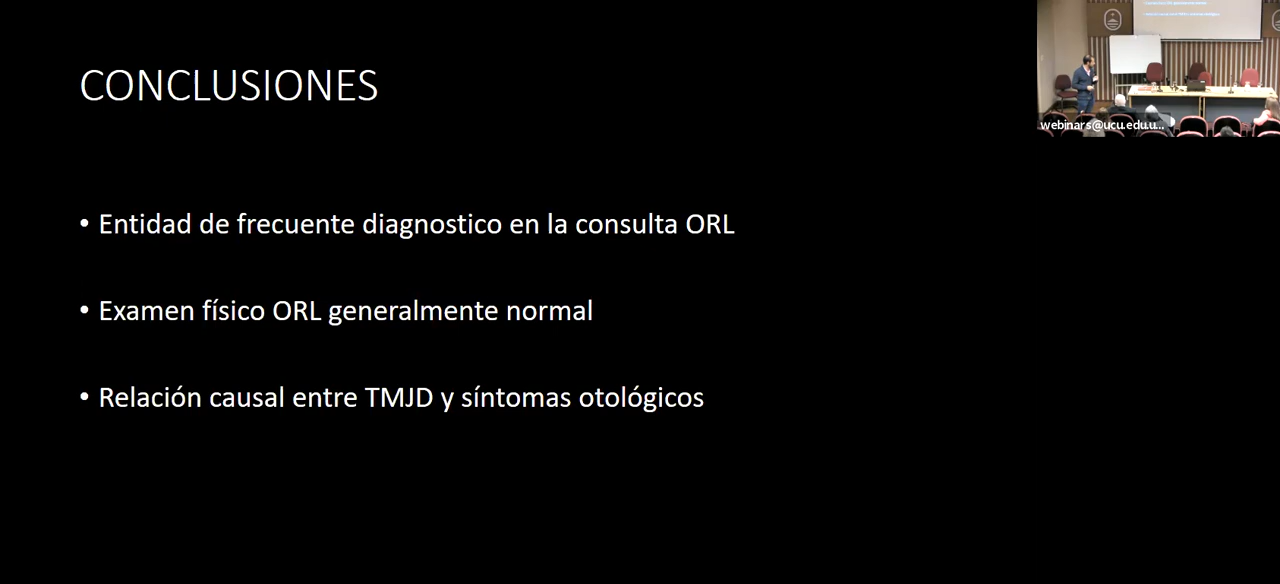 CONCLUSIONES
• Entidad de frecuente diagnostico en la consulta ORL
• Examen físico ORL generalmente normal
• Relación causal entre TMJD y síntomas otológicos
webinars@ucu.edu.u...